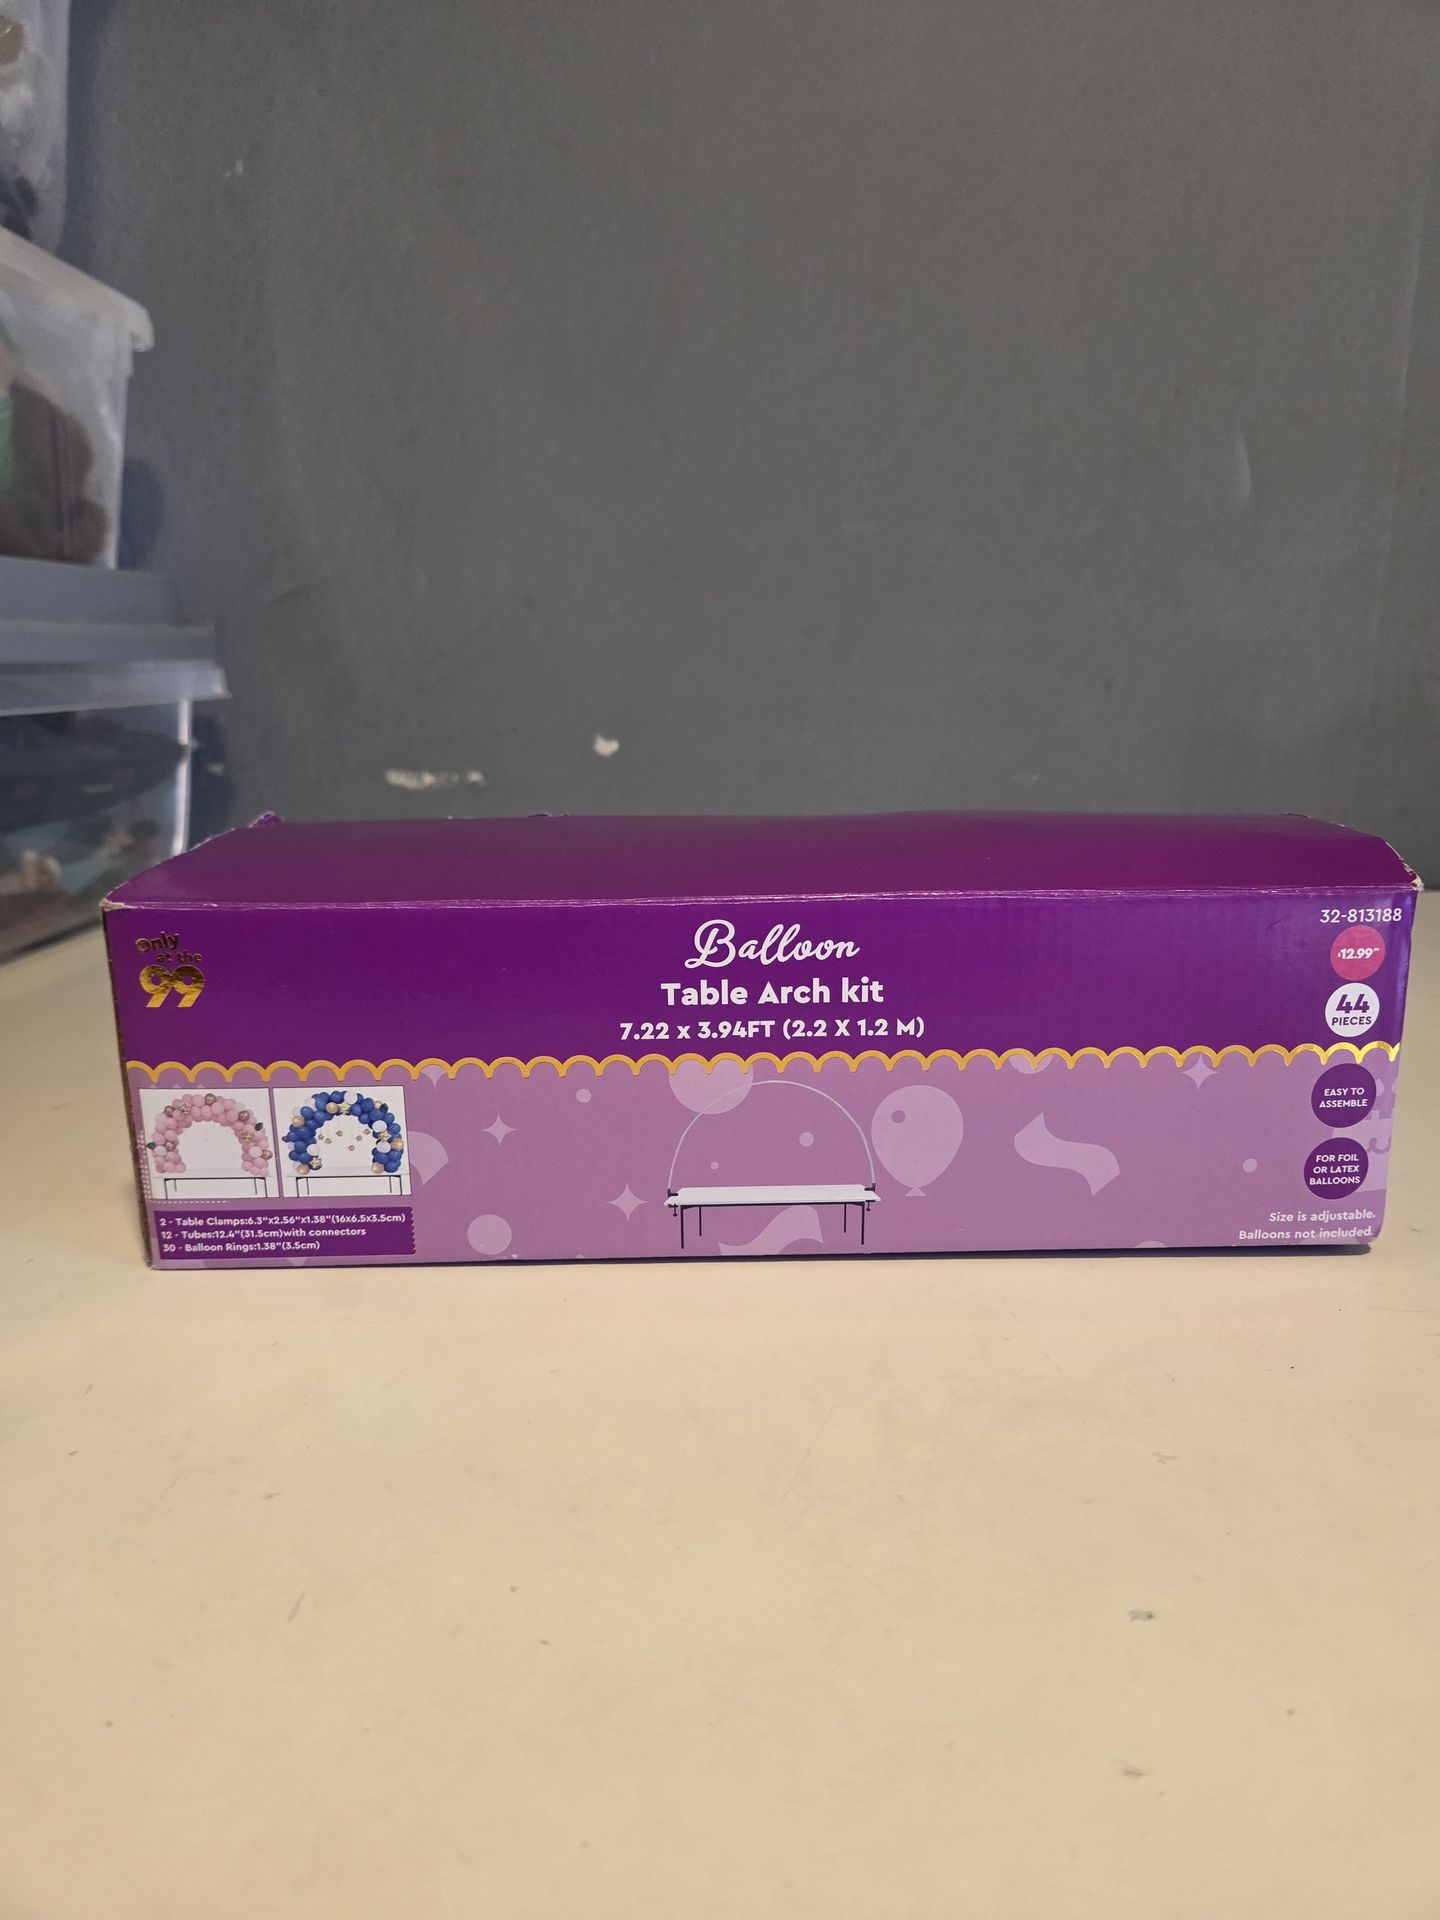 Only
at the
99
Balloon
Table Arch kit
7.22 x 3.94FT (2.2 X 1.2 M)
32-813188
$12.99
44
PIECES
EASY TO
ASSEMBLE
FOR FOIL
OR LATEX
BALLOONS
Size is adjustable.
Balloons not included.
2 - Table Clamps:6.3"x2.56"x1.38"(16x6.5x3.5cm)
12 - Tubes:12.4"(31.5cm)with connectors
30 - Balloon Rings:1.38"(3.5cm)